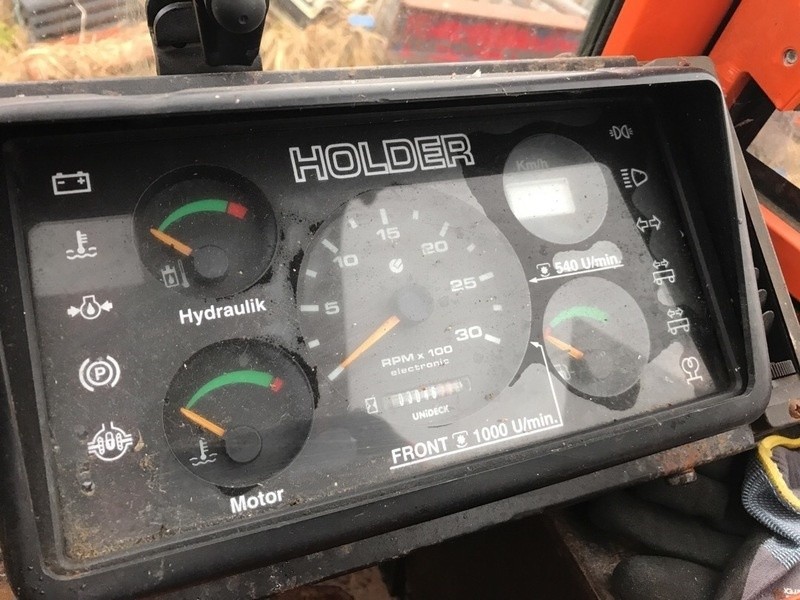 HOLDER
Km/h
5
10
15
20
25
30
540 U/min.
Hydraulik
RPM x 100
electronic
UNIDECK
P
FRONT 1000 U/min.
Motor